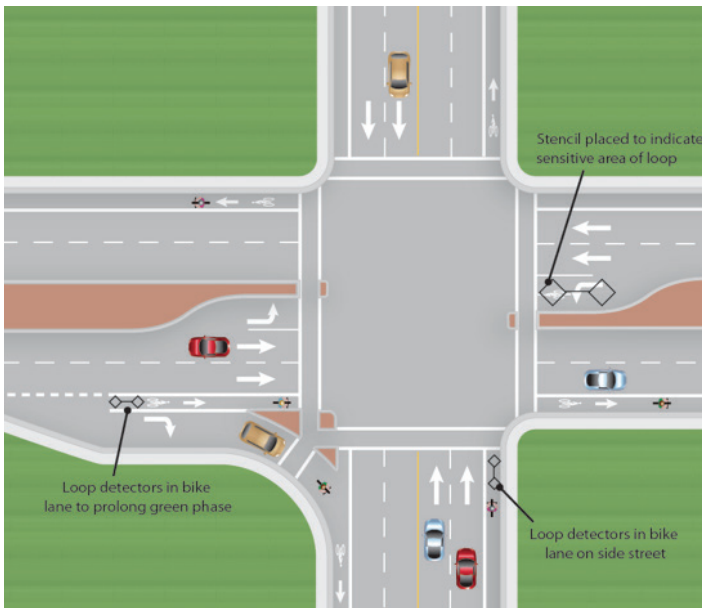 Stencil placed to indicate
sensitive area of loop
Loop detectors in bike
lane to prolong green phase
Loop detectors in bike
lane on side street